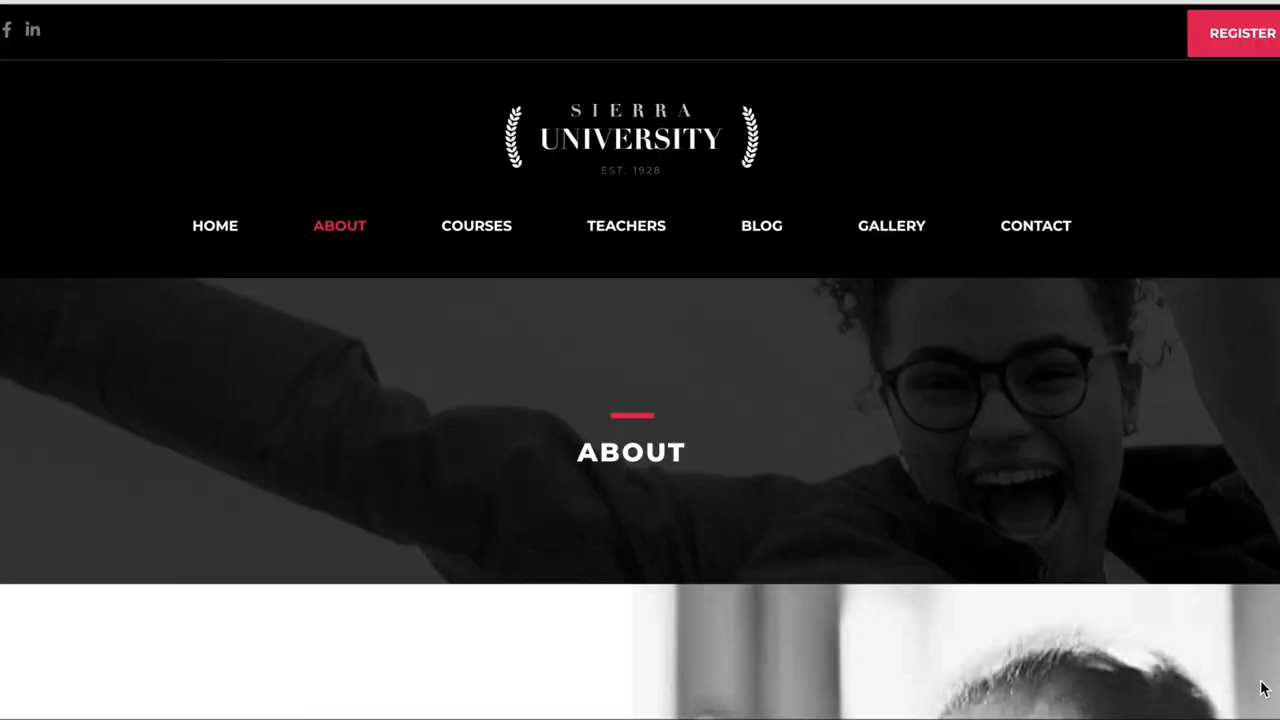 REGISTER
SIERRA
UNIVERSITY
EST. 1928
HOME ABOUT COURSES TEACHERS BLOG GALLERY CONTACT
ABOUT